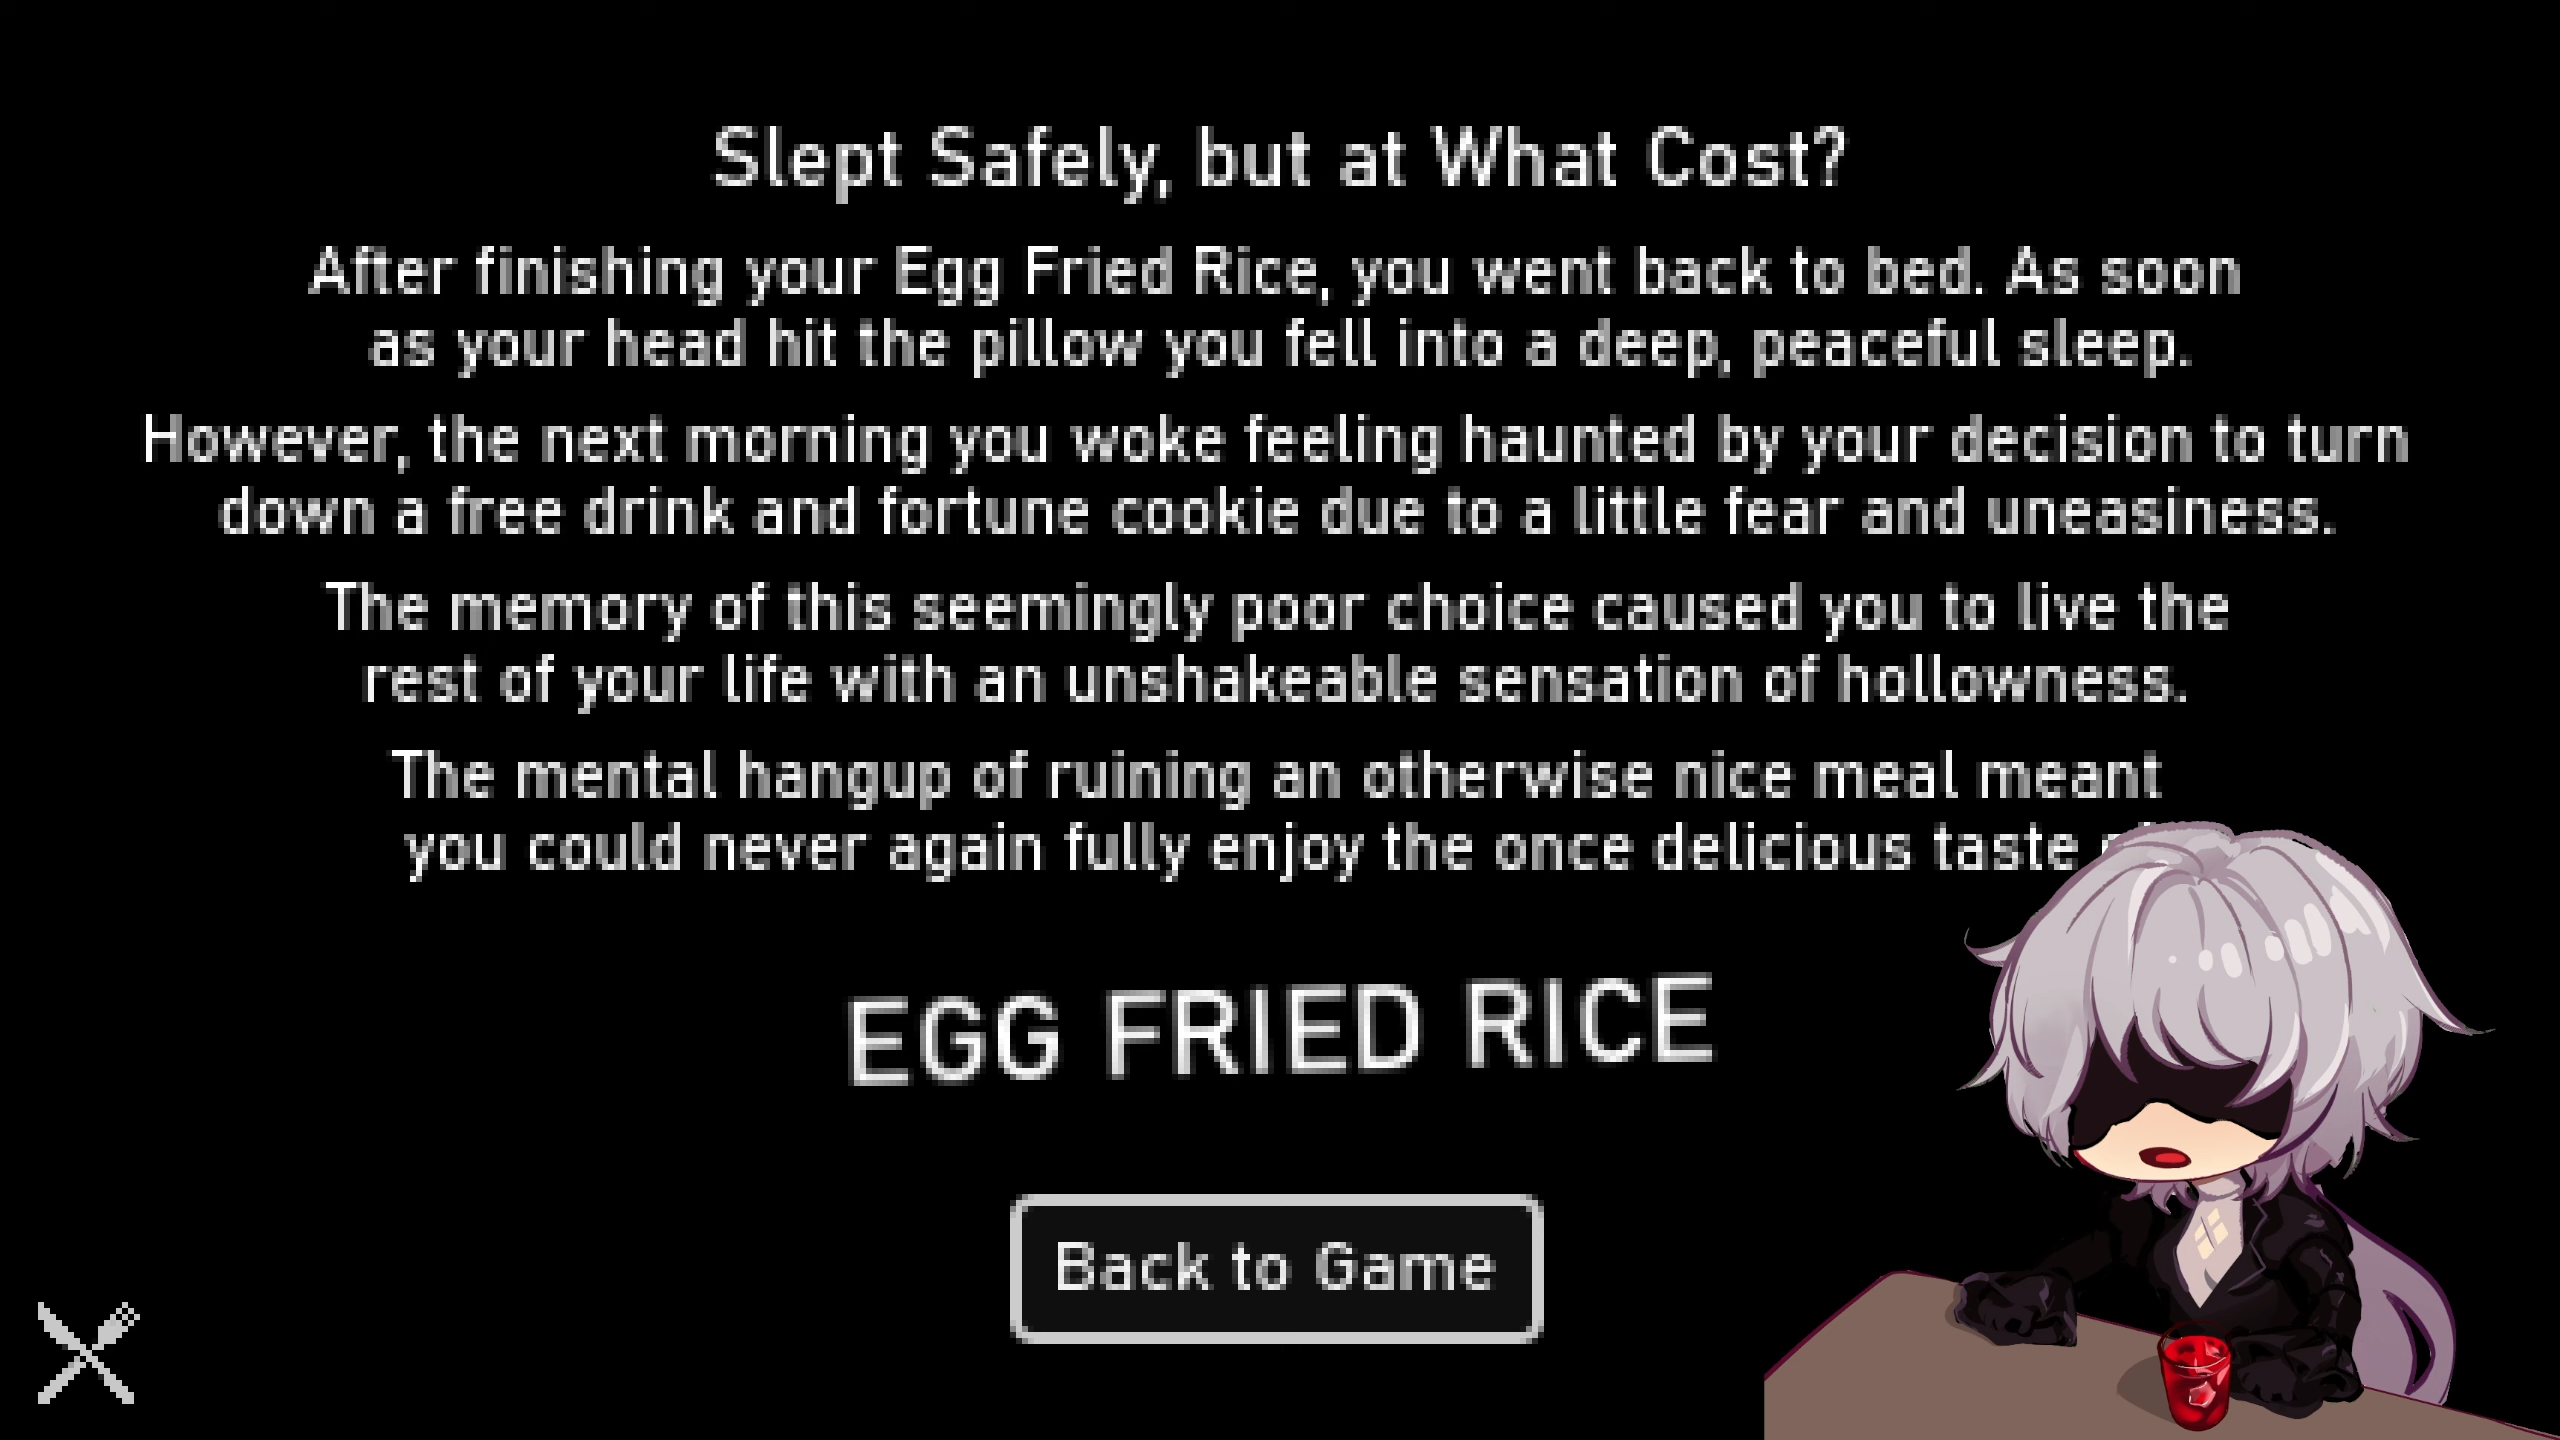 Slept Safely, but at What Cost?
After finishing your Egg Fried Rice, you went back to bed. As soon
as your head hit the pillow you fell into a deep, peaceful sleep.
However, the next morning you woke feeling haunted by your decision to turn
down a free drink and fortune cookie due to a little fear and uneasiness.
The memory of this seemingly poor choice caused you to live the
rest of your life with an unshakeable sensation of hollowness.
The mental hangup of ruining an otherwise nice meal meant
you could never again fully enjoy the once delicious taste
EGG FRIED RICE
Back to Game